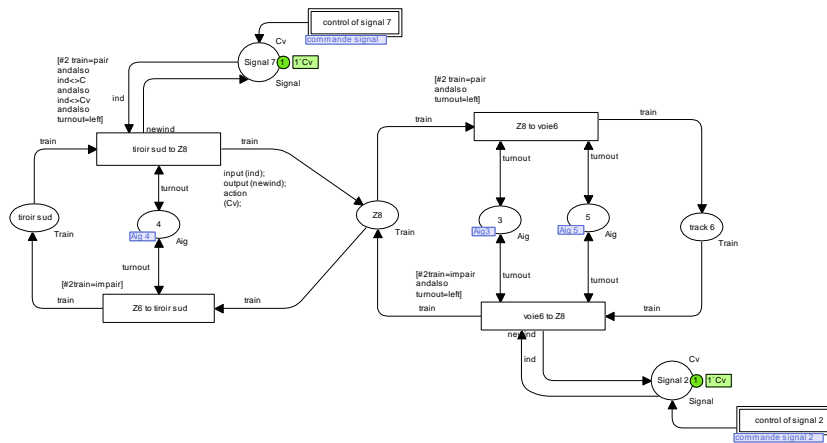 control of signal 7
commande signal
Cv
Signal 7
1
1`Cv
Signal
[#2 train=pair
andalso
ind<>C
andalso
ind<>Cv
andalso
turnout=left]
ind
newind
train
tiroir sud to Z8
train
input (ind);
output (newind);
action
(Cv);
turnout
tiroir sud
Train
4
Aig 4
Aig
turnout
[#2train=impair]
train
Z6 to tiroir sud
train
Z8
Train
[#2 train=pair
andalso
turnout=left]
train
Z8 to voie6
train
turnout
turnout
3
Aig3
Aig
5
Aig 5
Aig
track 6
Train
turnout
turnout
[#2train=impair
andalso
turnout=left]
train
voie6 to Z8
train
newind
ind
Cv
Signal 2
1
1`Cv
Signal
control of signal 2
commande signal 2